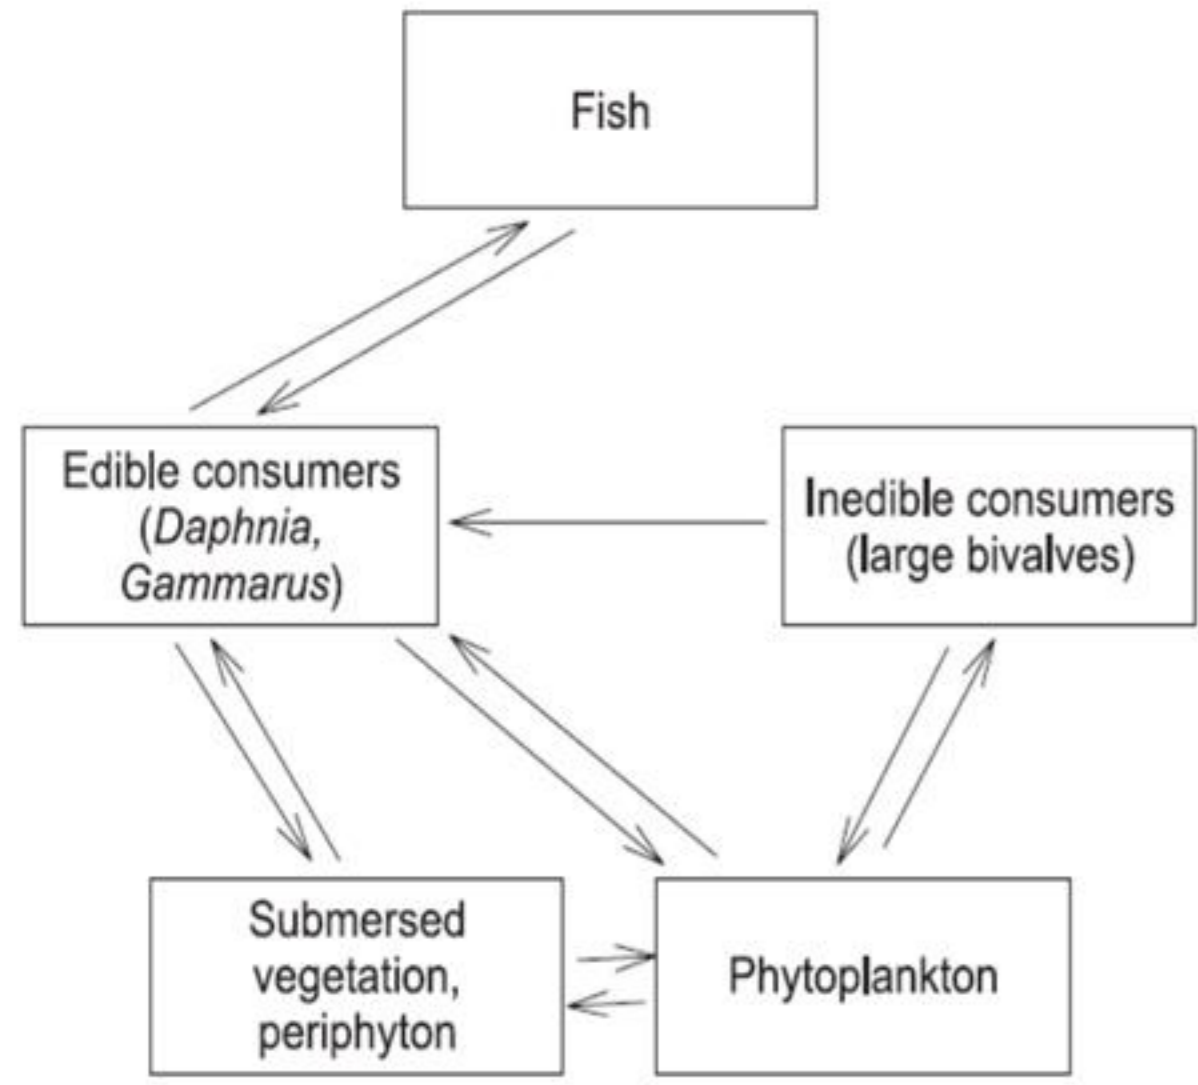 Fish
Edible consumers
(Daphnia,
Gammarus)
Inedible consumers
(large bivalves)
Submersed
vegetation,
periphyton
Phytoplankton